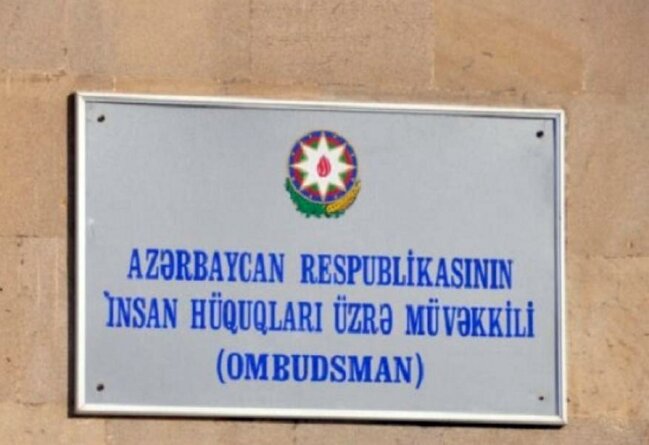 AZƏRBAYCAN RESPUBLİKASININ
İNSAN HÜQUQLARI ÜZRƏ MÜVƏKKİLİ
(OMBUDSMAN)